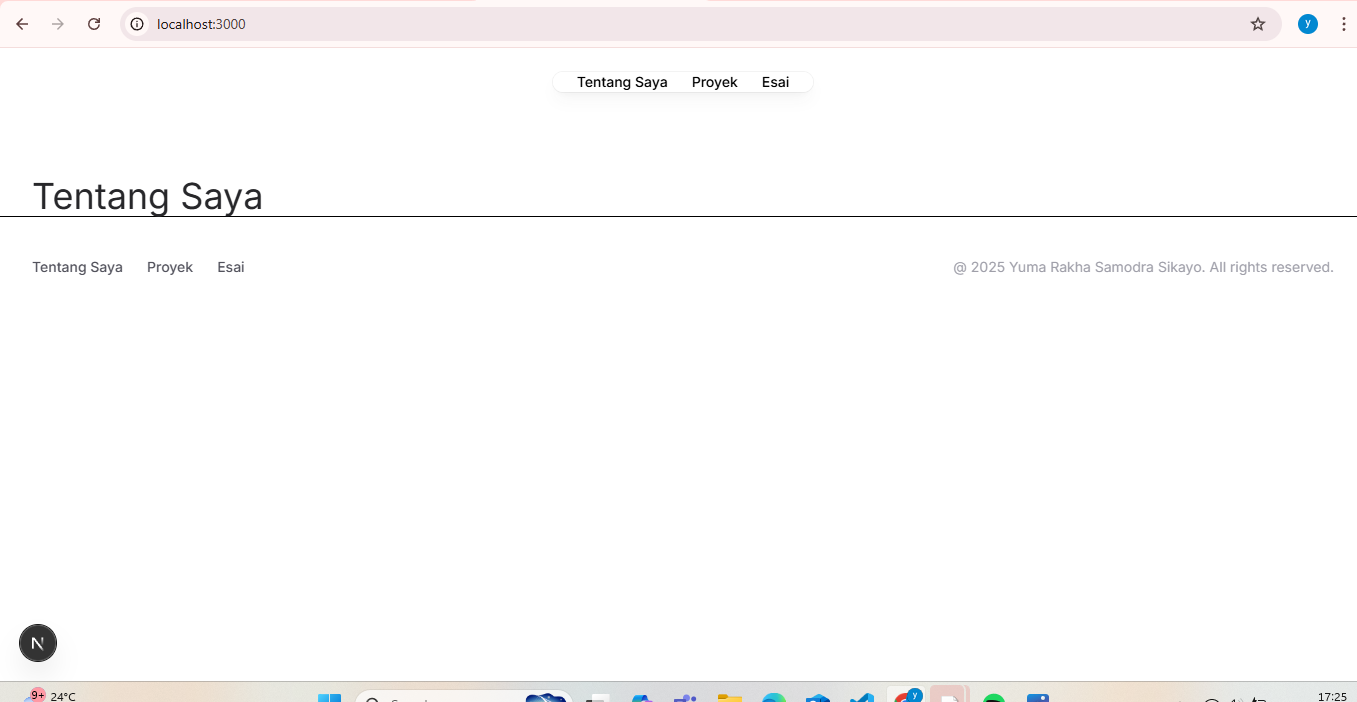 localhost:3000
y
Tentang Saya Proyek Esai
Tentang Saya
Tentang Saya Proyek Esai
@ 2025 Yuma Rakha Samodra Sikayo. All rights reserved.
N
9+ 24°C
y
17:25